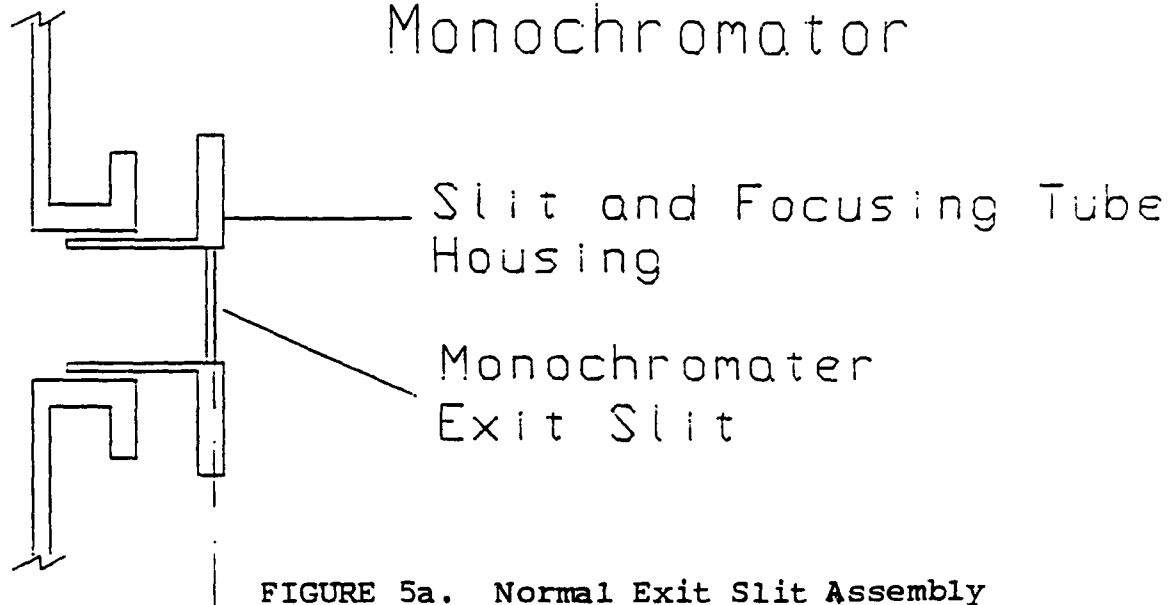 Monochromator
Slit and Focusing Tube
Housing
Monochromater
Exit Slit
FIGURE 5a. Normal Exit Slit Assembly